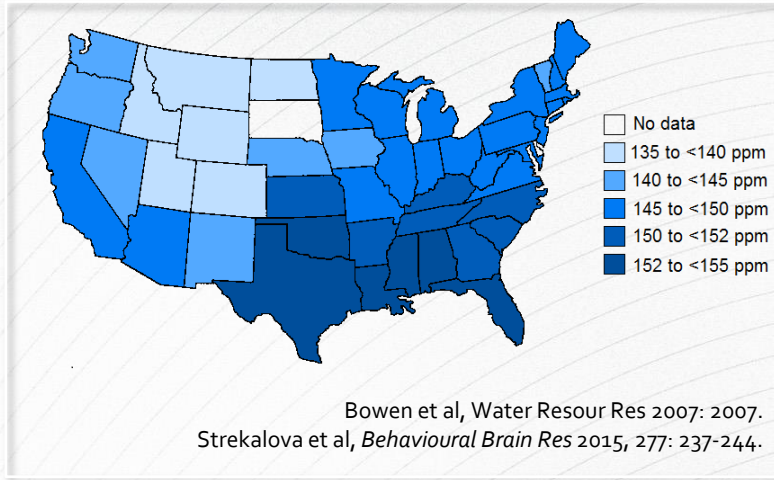 No data
135 to <140 ppm
140 to <145 ppm
145 to <150 ppm
150 to <152 ppm
152 to <155 ppm
Bowen et al, Water Resour Res 2007: 2007.
Strekalova et al, Behavioural Brain Res 2015, 277: 237-244.